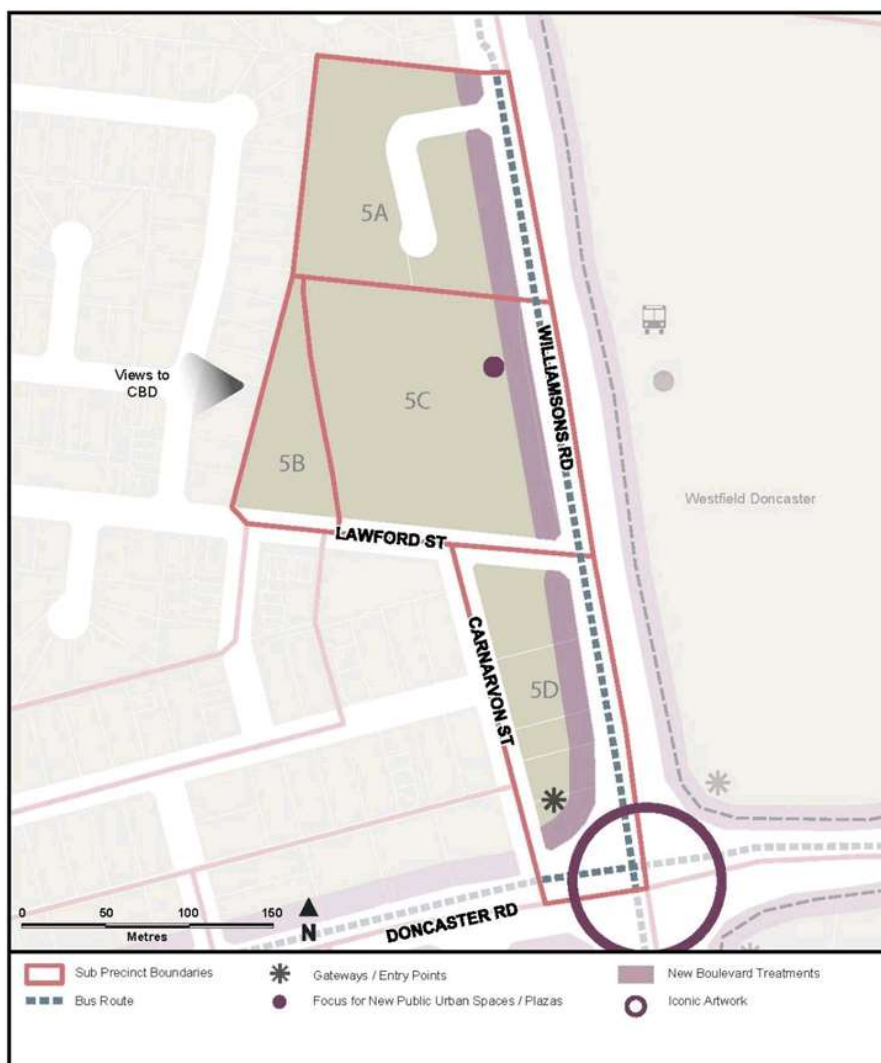 5A
WILLIAMSONS RD
Views to
CBD
5C
5B
Westfield Doncaster
LAWFORD ST
CARNARVON ST
5D
0 50 100 150
Metres
N
DONCASTER RD
Sub Precinct Boundaries
Gateways / Entry Points
New Boulevard Treatments
Bus Route
Focus for New Public Urban Spaces / Plazas
Iconic Artwork